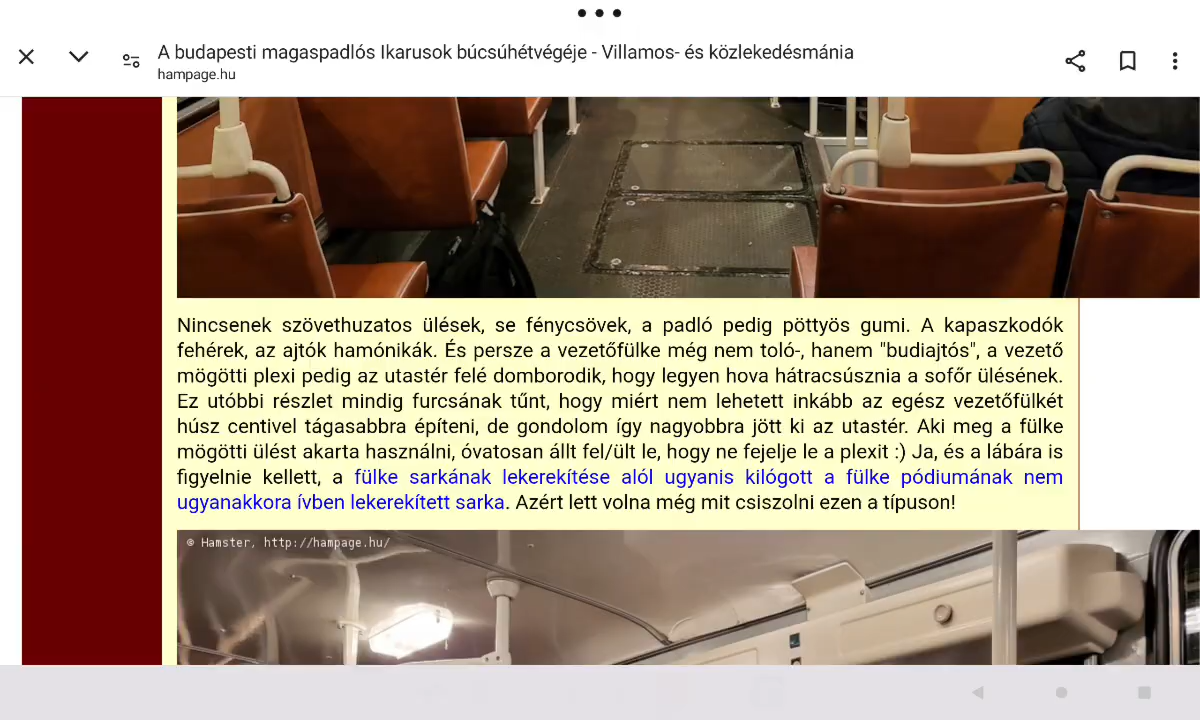 A budapesti magaspadlós Ikarusok búcsúhétvégéje - Villamos- és közlekedésmánia
hampage.hu
Nincsenek szövethuzatos ülések, se fénycsövek, a padló pedig pöttyös gumi. A kapaszkodók
fehérek, az ajtók hamónikák. És persze a vezetőfülke még nem toló-, hanem "budiajtós", a vezető
mögötti plexi pedig az utastér felé domborodik, hogy legyen hova hátracsúsznia a sofőr ülésének.
Ez utóbbi részlet mindig furcsának tűnt, hogy miért nem lehetett inkább az egész vezetőfülkét
húsz centivel tágasabbra építeni, de gondolom így nagyobbra jött ki az utastér. Aki meg a fülke
mögötti ülést akarta használni, óvatosan állt fel/ült le, hogy ne fejelje le a plexit :) Ja, és a lábára is
figyelnie kellett, a fülke sarkának lekerekítése alól ugyanis kilógott a fülke pódiumának nem
ugyanakkora ívben lekerekített sarka. Azért lett volna még mit csiszolni ezen a típuson!
© Hamster, http://hampage.hu/